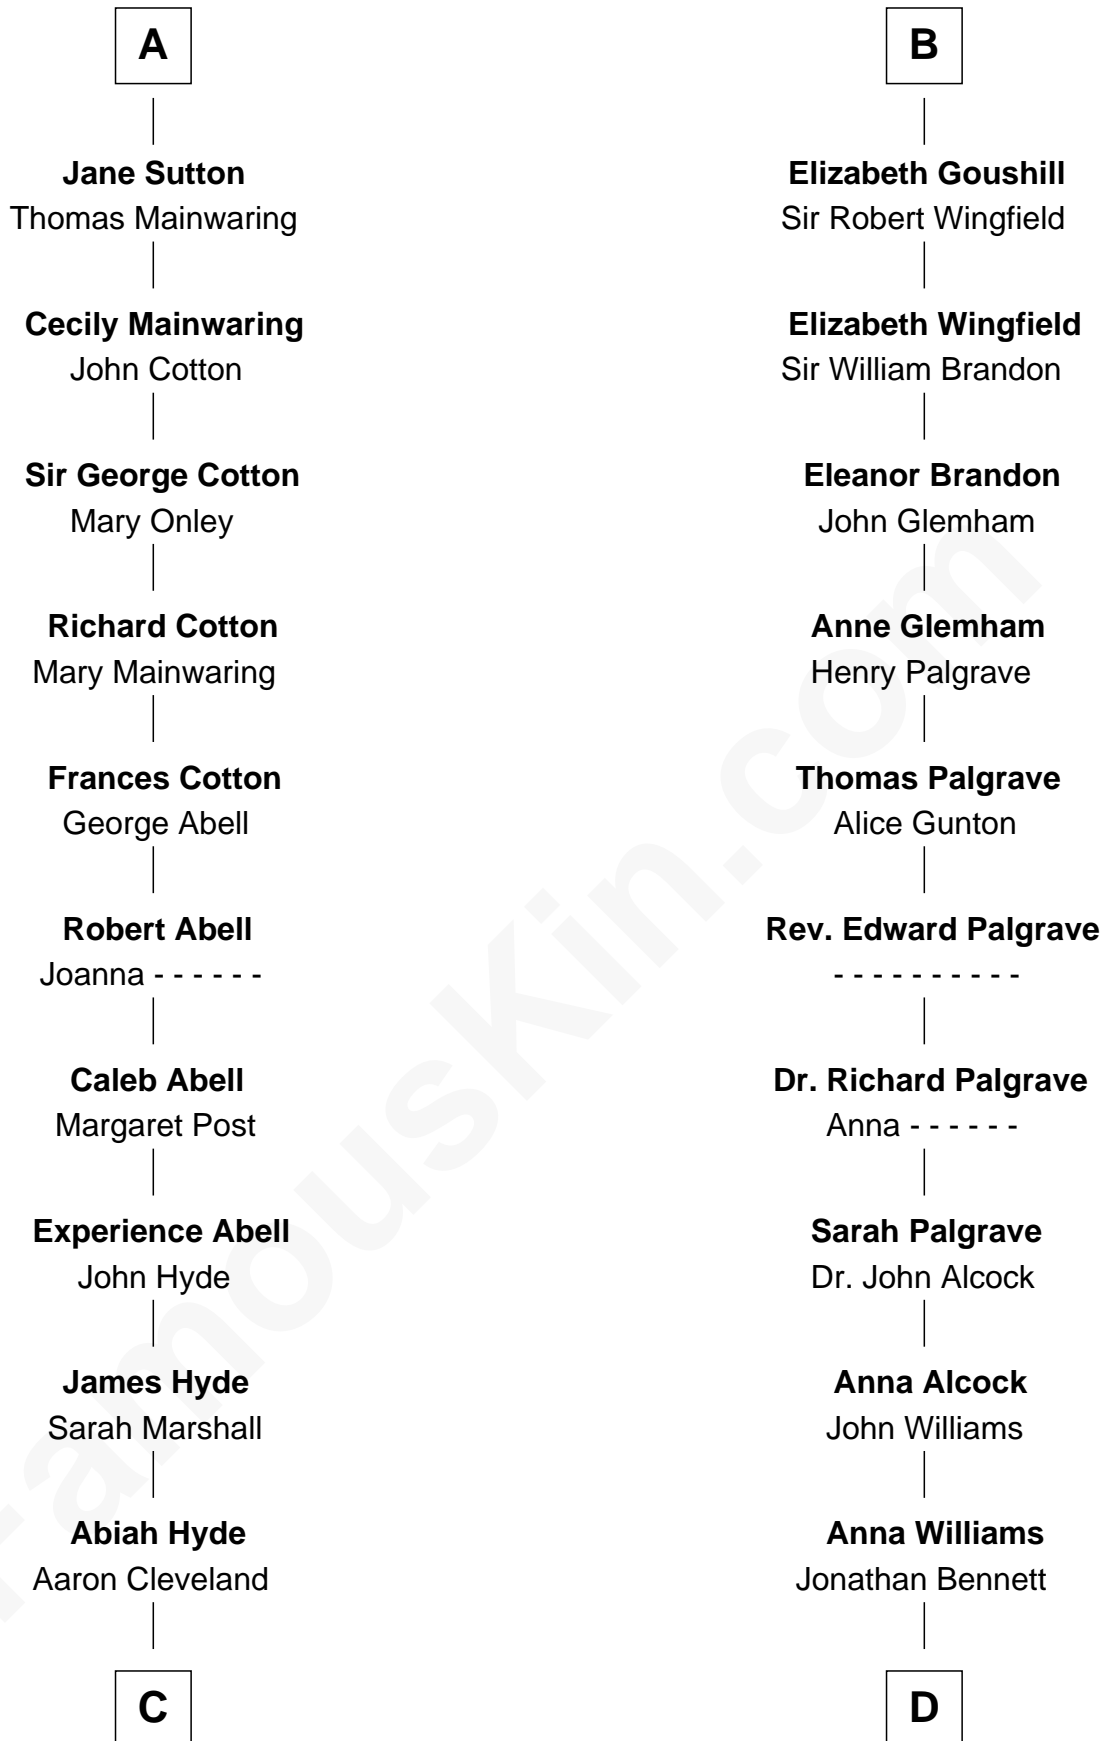 A
Jane Sutton
Thomas Mainwaring
Cecily Mainwaring
John Cotton
Sir George Cotton
Mary Onley
Richard Cotton
Mary Mainwaring
Frances Cotton
George Abell
Robert Abell
Joanna - - - - - -
Caleb Abell
Margaret Post
Experience Abell
John Hyde
James Hyde
Sarah Marshall
Abiah Hyde
Aaron Cleveland
C
B
Elizabeth Goushill
Sir Robert Wingfield
Elizabeth Wingfield
Sir William Brandon
Eleanor Brandon
John Glemham
Anne Glemham
Henry Palgrave
Thomas Palgrave
Alice Gunton
Rev. Edward Palgrave
- - - - - - - - - -
Dr. Richard Palgrave
Anna - - - - - -
Sarah Palgrave
Dr. John Alcock
Anna Alcock
John Williams
Anna Williams
Jonathan Bennett
D
FamousKin.com